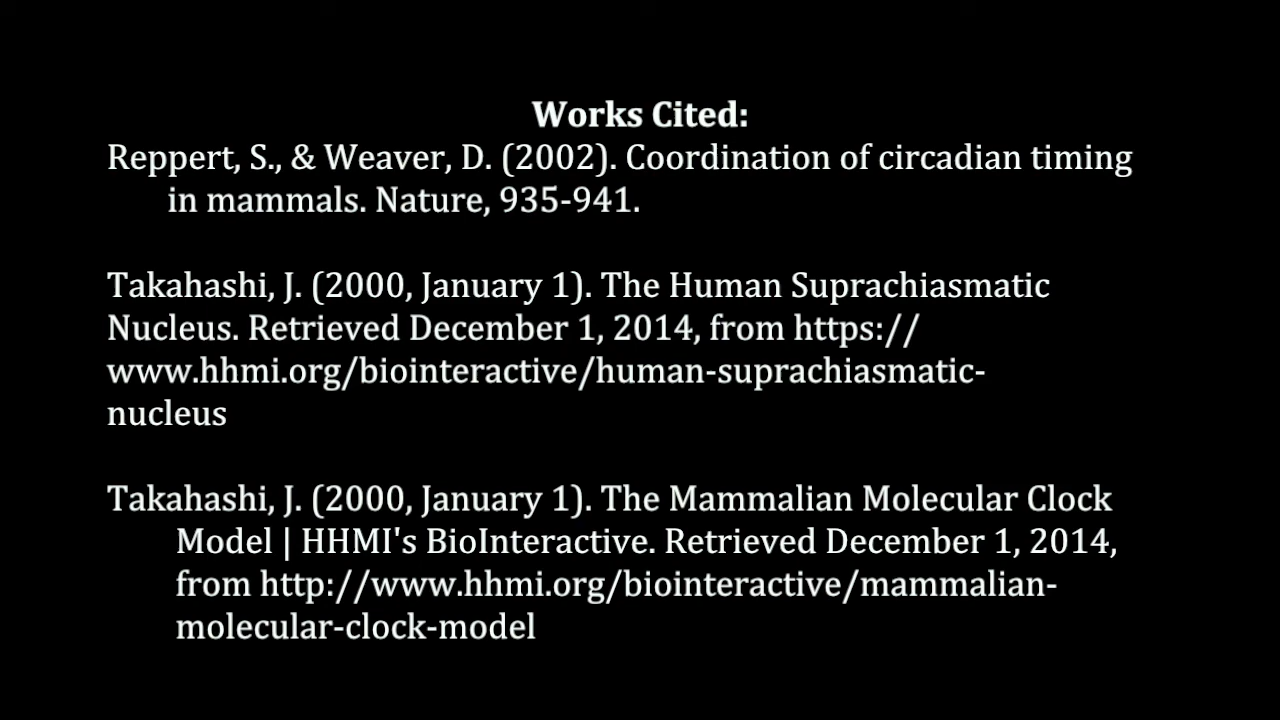 Works Cited:
Reppert, S., & Weaver, D. (2002). Coordination of circadian timing
in mammals. Nature, 935-941.
Takahashi, J. (2000, January 1). The Human Suprachiasmatic
Nucleus. Retrieved December 1, 2014, from https://
www.hhmi.org/biointeractive/human-suprachiasmatic-
nucleus
Takahashi, J. (2000, January 1). The Mammalian Molecular Clock
Model | HHMI's BioInteractive. Retrieved December 1, 2014,
from http://www.hhmi.org/biointeractive/mammalian-
molecular-clock-model